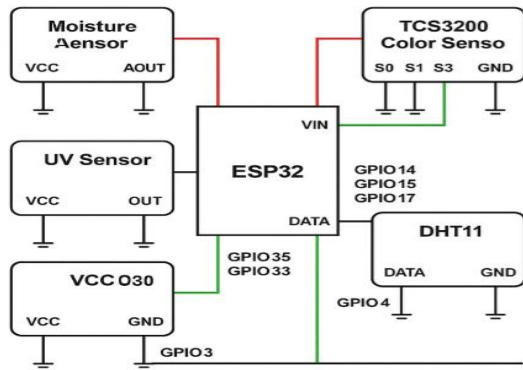 Moisture
Aensor
VCC
AOUT
TCS3200
Color Senso
S0
S1
S3
GND
VIN
ESP32
DATA
UV Sensor
VCC
OUT
GPIO14
GPIO15
GPIO17
DHT11
DATA
GND
GPIO35
GPIO33
VCC O30
VCC
GND
GPIO4
GPIO3